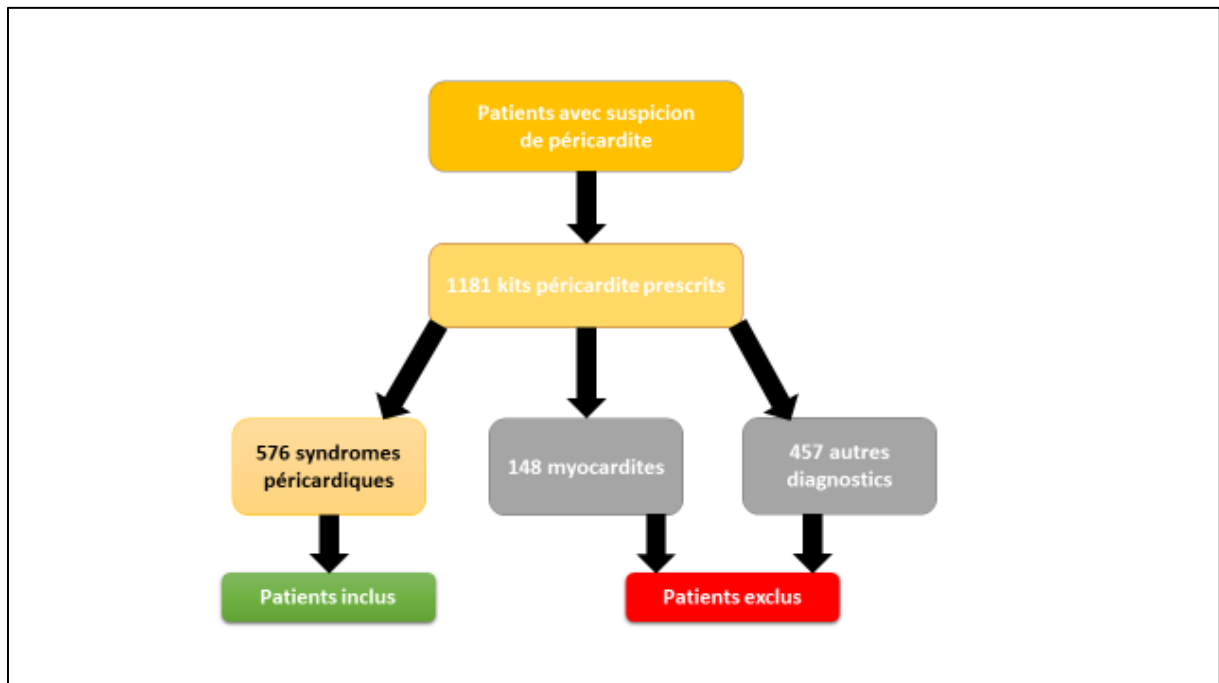 Patients avec suspicion
de péricardite
1181 kits péricardite prescrits
576 syndromes
péricardiques
148 myocardites
457 autres
diagnostics
Patients inclus
Patients exclus